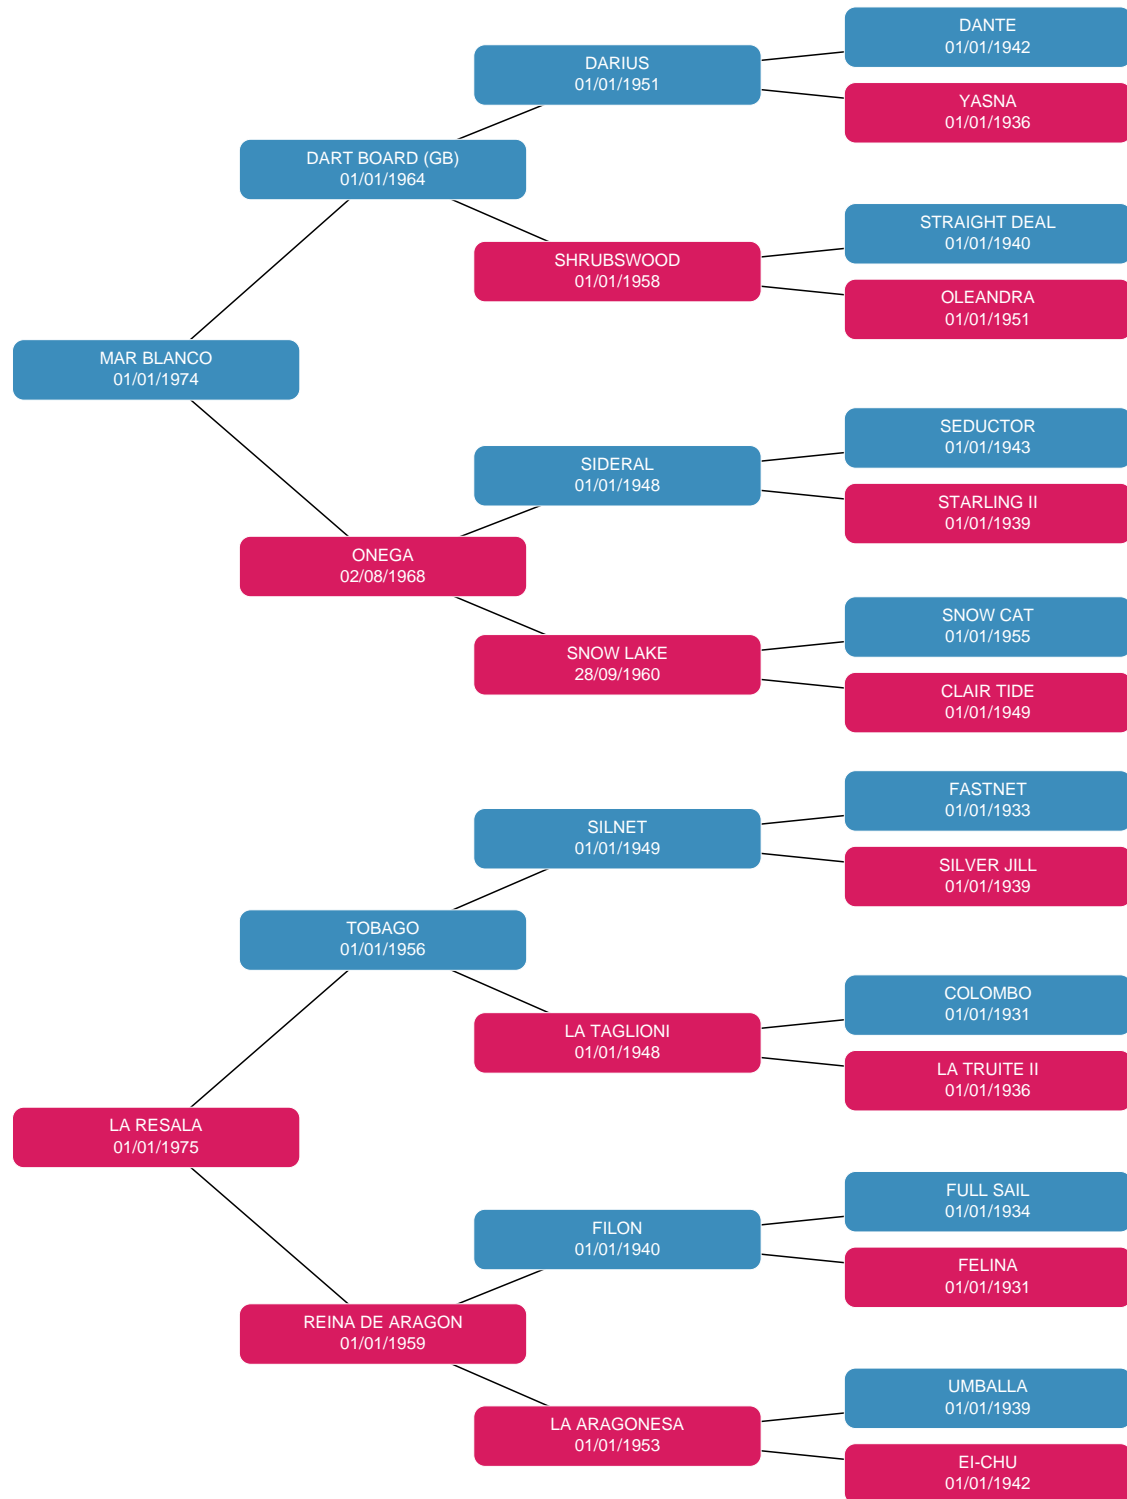 DANTE
01/01/1942
DARIUS
01/01/1951
YASNA
01/01/1936
DART BOARD (GB)
01/01/1964
STRAIGHT DEAL
01/01/1940
SHRUBSWOOD
01/01/1958
OLEANDRA
01/01/1951
MAR BLANCO
01/01/1974
SEDUCTOR
01/01/1943
SIDERAL
01/01/1948
STARLING II
01/01/1939
ONEGA
02/08/1968
SNOW CAT
01/01/1955
SNOW LAKE
28/09/1960
CLAIR TIDE
01/01/1949
FASTNET
01/01/1933
SILNET
01/01/1949
SILVER JILL
01/01/1939
TOBAGO
01/01/1956
COLOMBO
01/01/1931
LA TAGLIONI
01/01/1948
LA TRUITE II
01/01/1936
LA RESALA
01/01/1975
FULL SAIL
01/01/1934
FILON
01/01/1940
FELINA
01/01/1931
REINA DE ARAGON
01/01/1959
UMBALLA
01/01/1939
LA ARAGONESA
01/01/1953
EI-CHU
01/01/1942